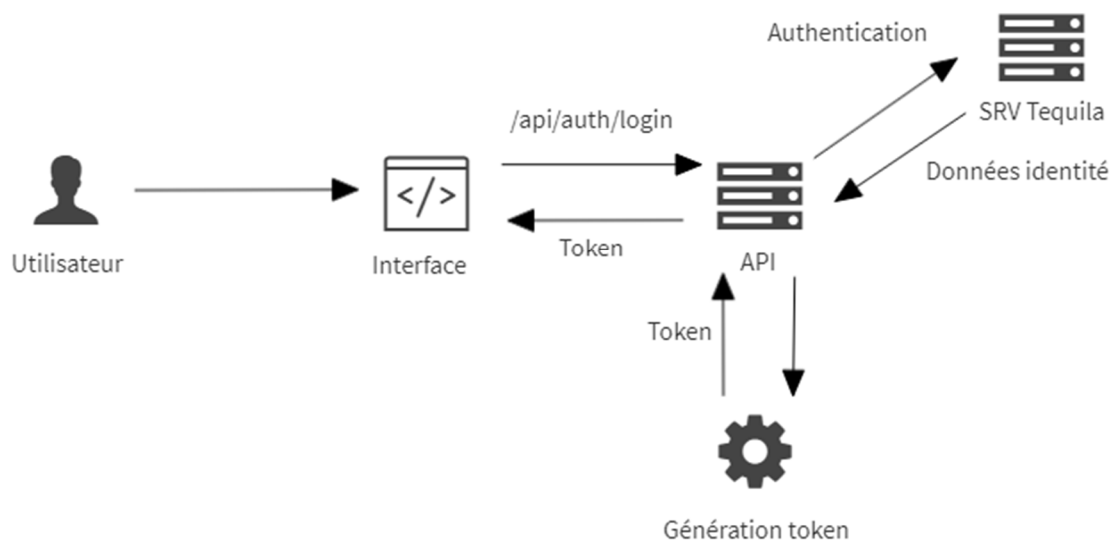 Authentication
SRV Tequila
/api/auth/login
Données identité
</>
Token
Utilisateur
Interface
API
Token
Génération token